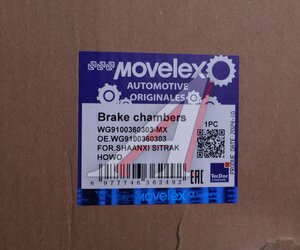 MOVELEX
AUTOMOTIVE
ORIGINALES
Brake chambers
WG9100360303-MX
OE.WG9100360303
FOR.SHAANXI SITRAK
HOWO
1PC
6 977746 362492
EAC
TecDoc
MOVELEX